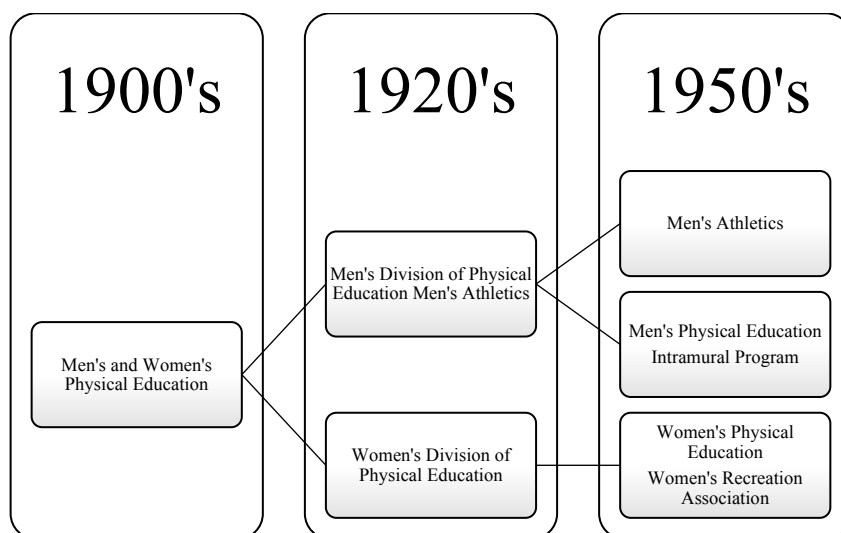 1900's
Men's and Women's
Physical Education
1920's
Men's Division of Physical
Education Men's Athletics
Women's Division of
Physical Education
1950's
Men's Athletics
Men's Physical Education
Intramural Program
Women's Physical
Education
Women's Recreation
Association